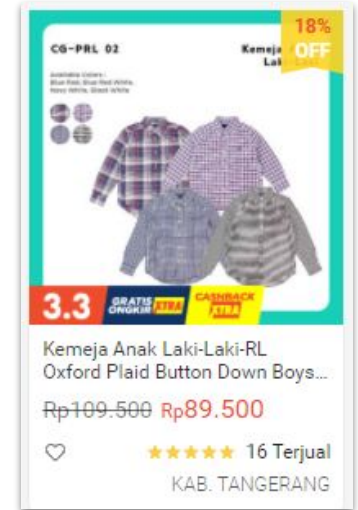 18%
OFF
CG-PRL 02
Kemeja
Available Colors :
Blue Red, Blue Red White,
Navy White, Black White
3.3
GRATIS
ONGKIR
XTRA
CASHBACK
XTRA
Kemeja Anak Laki-Laki-RL
Oxford Plaid Button Down Boys...
Rp109.500 Rp89.500
16 Terjual
KAB. TANGERANG